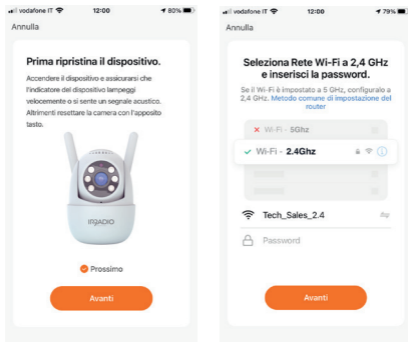 vodafone IT 12:00 80%
Annulla
Prima ripristina il dispositivo.
Accendere il dispositivo e assicurarsi che
l'indicatore del dispositivo lampeggi
velocemente o si sente un segnale acustico.
Altrimenti resettare la camera con l'apposito
tasto.
IRRADIO
Prossimo
Avanti
vodafone IT 12:00 79%
Annulla
Seleziona Rete Wi-Fi a 2,4 GHz
e inserisci la password.
Se il Wi-Fi è impostato a 5 GHz, configuralo a
2,4 GHz. Metodo comune di impostazione del
router
Wi-Fi - 5Ghz
Wi-Fi - 2.4Ghz
Tech_Sales_2.4
Password
Avanti